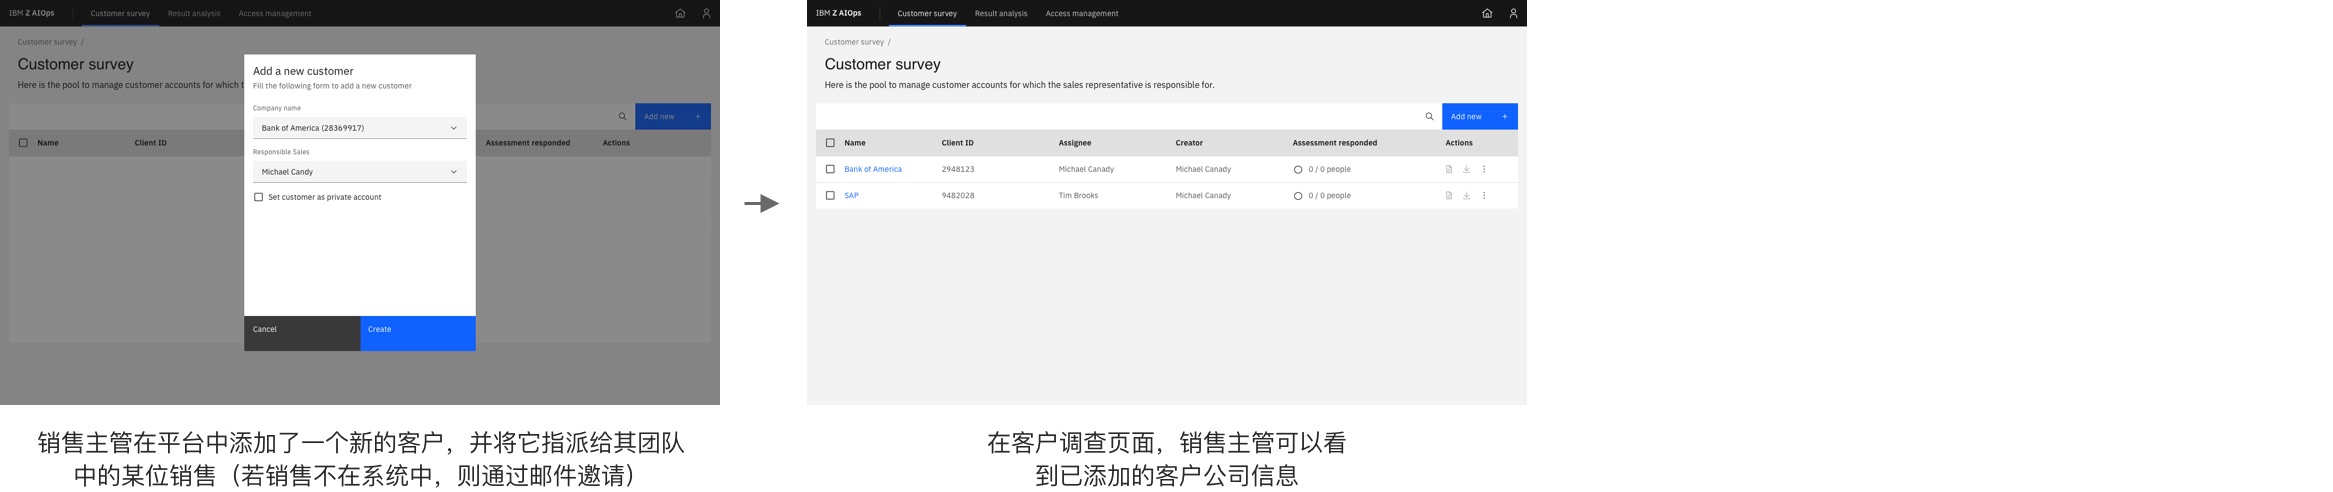 IBM Z AIOps Customer survey Result analysis Access management
Customer survey /
Customer survey
Here is the pool to manage customer accounts for which t
Add new +
Name Client ID Assessment responded Actions
Add a new customer
Fill the following form to add a new customer
Company name
Bank of America (28369917)
Responsible Sales
Michael Candy
Set customer as private account
Cancel Create
销售主管在平台中添加了一个新的客户，并将它指派给其团队
中的某位销售（若销售不在系统中，则通过邮件邀请）
IBM Z AIOps Customer survey Result analysis Access management
Customer survey /
Customer survey
Here is the pool to manage customer accounts for which the sales representative is responsible for.
Add new +
Name Client ID Assignee Creator Assessment responded Actions
Bank of America 2948123 Michael Canady Michael Canady 0 / 0 people
SAP 9482028 Tim Brooks Michael Canady 0 / 0 people
在客户调查页面，销售主管可以看
到已添加的客户公司信息